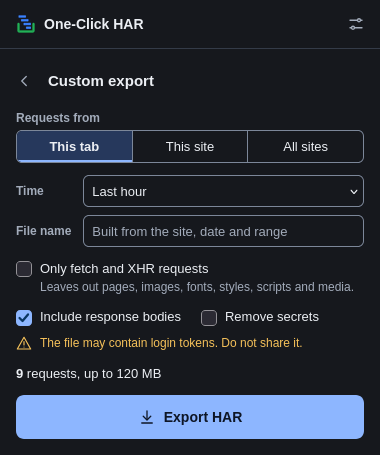 One-Click HAR
Custom export
Requests from
This tab This site All sites
Time Last hour
File name Built from the site, date and range
Only fetch and XHR requests
Leaves out pages, images, fonts, styles, scripts and media.
Include response bodies Remove secrets
The file may contain login tokens. Do not share it.
9 requests, up to 120 MB
Export HAR